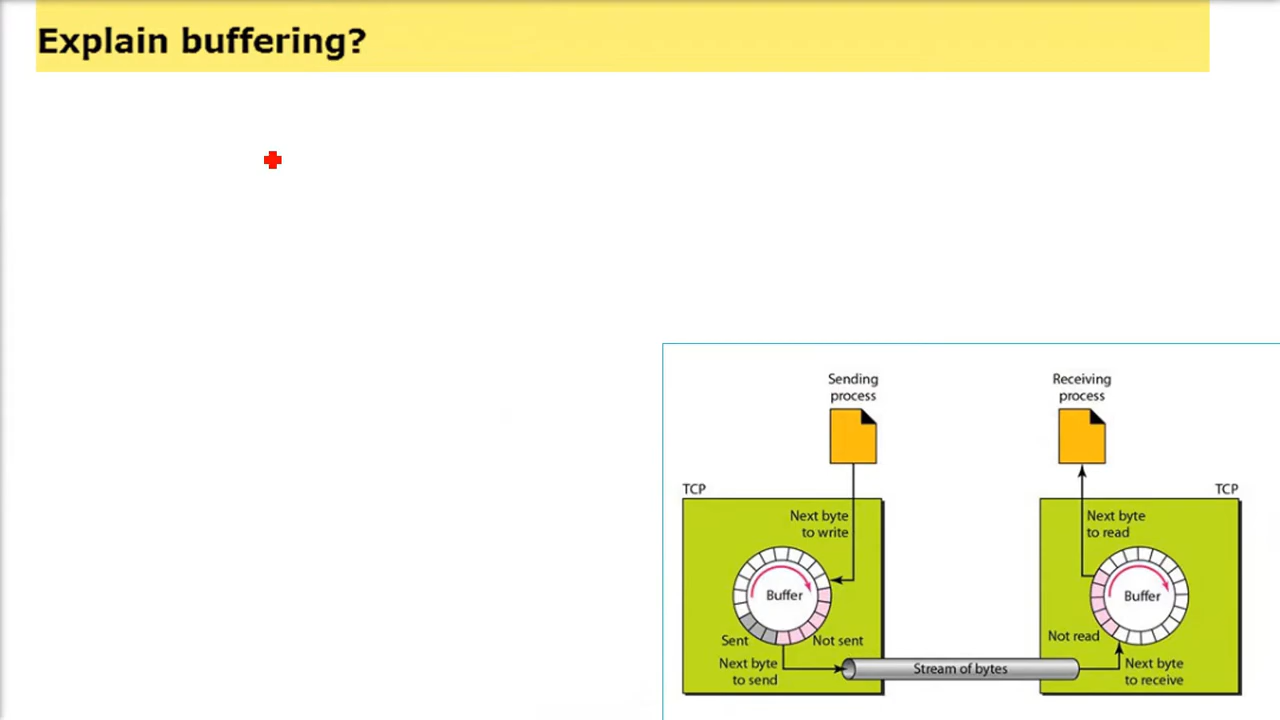 Explain buffering?
Sending
process
Receiving
process
TCP
TCP
Next byte
to write
Next byte
to read
Buffer
Buffer
Sent
Not sent
Not read
Next byte
to send
Stream of bytes
Next byte
to receive